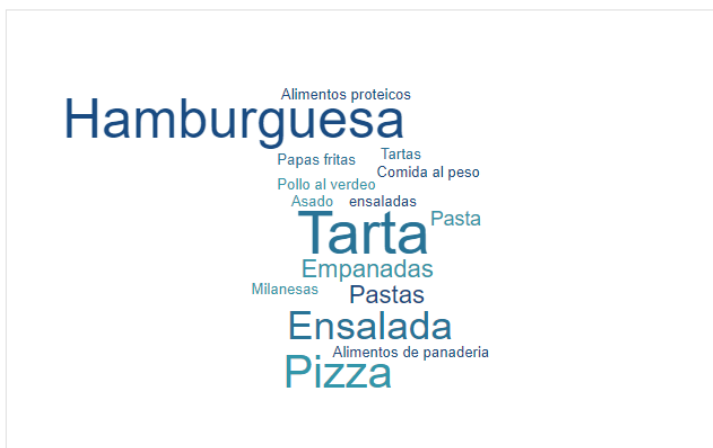 Alimentos proteicos
Hamburguesa
Papas fritas
Tartas
Comida al peso
Pollo al verdeo
Asado
ensaladas
Tarta
Pasta
Empanadas
Milanesas
Pastas
Ensalada
Alimentos de panaderia
Pizza